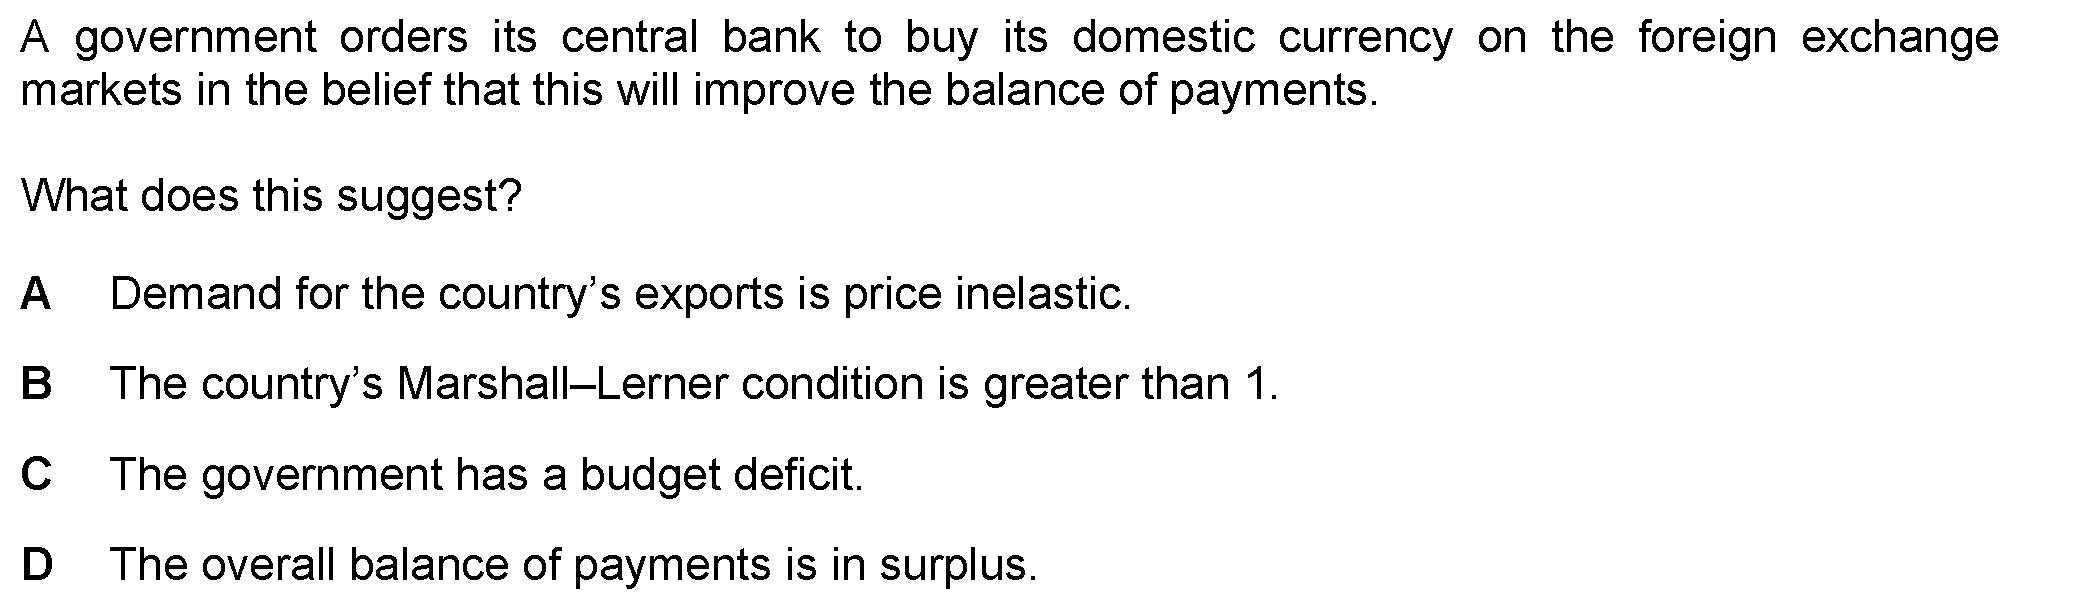 A government orders its central bank to buy its domestic currency on the foreign exchange
markets in the belief that this will improve the balance of payments.
What does this suggest?
A Demand for the country’s exports is price inelastic.
B The country’s Marshall–Lerner condition is greater than 1.
C The government has a budget deficit.
D The overall balance of payments is in surplus.